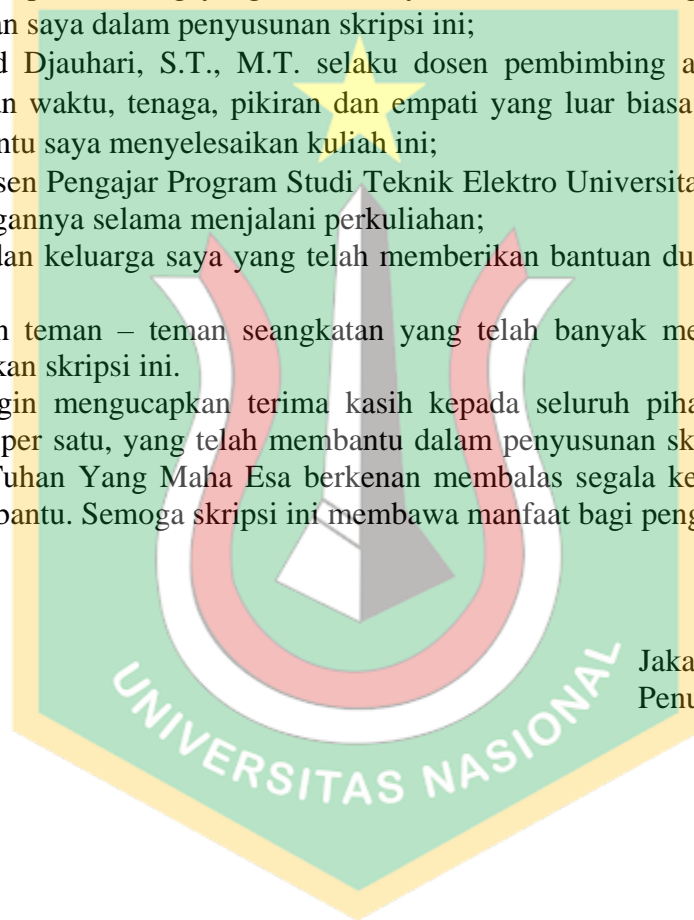 an saya dalam penyusunan skripsi ini;
d Djauhari, S.T., M.T. selaku dosen pembimbing a
n waktu, tenaga, pikiran dan empati yang luar biasa
ntu saya menyelesaikan kuliah ini;
sen Pengajar Program Studi Teknik Elektro Universita
gannya selama menjalani perkuliahan;
dan keluarga saya yang telah memberikan bantuan du
n teman – teman seangkatan yang telah banyak me
kan skripsi ini.
gin mengucapkan terima kasih kepada seluruh piha
per satu, yang telah membantu dalam penyusunan sk
Tuhan Yang Maha Esa berkenan membalas segala ke
bantu. Semoga skripsi ini membawa manfaat bagi peng
Jaka
Penu
UNIVERSITAS NASIONAL